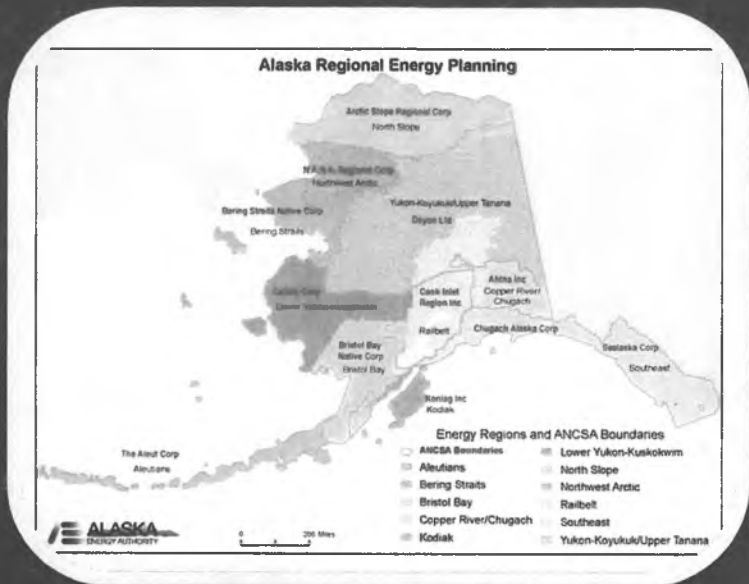 Alaska Regional Energy Planning
Arctic Slope Regional Corp
North Slope
N.A.N.A. Regional Corp
Northwest Arctic
Bering Straits Native Corp
Bering Straits
Yukon-Koyukuk/Upper Tanana
Doyon Ltd
Calista Corp
Cook Inlet
Region Inc
Railbelt
Ahtna Inc
Copper River/
Chugach
Chugach Alaska Corp
Sealaska Corp
Southeast
Bristol Bay
Native Corp
Bristol Bay
Koniag Inc
Kodiak
The Aleut Corp
Aleutians
Energy Regions and ANCSA Boundaries
ANCSA Boundaries
Aleutians
Bering Straits
Bristol Bay
Copper River/Chugach
Kodiak
Lower Yukon-Kuskokwim
North Slope
Northwest Arctic
Railbelt
Southeast
Yukon-Koyukuk/Upper Tanana
ALASKA
ENERGY AUTHORITY
0
Miles